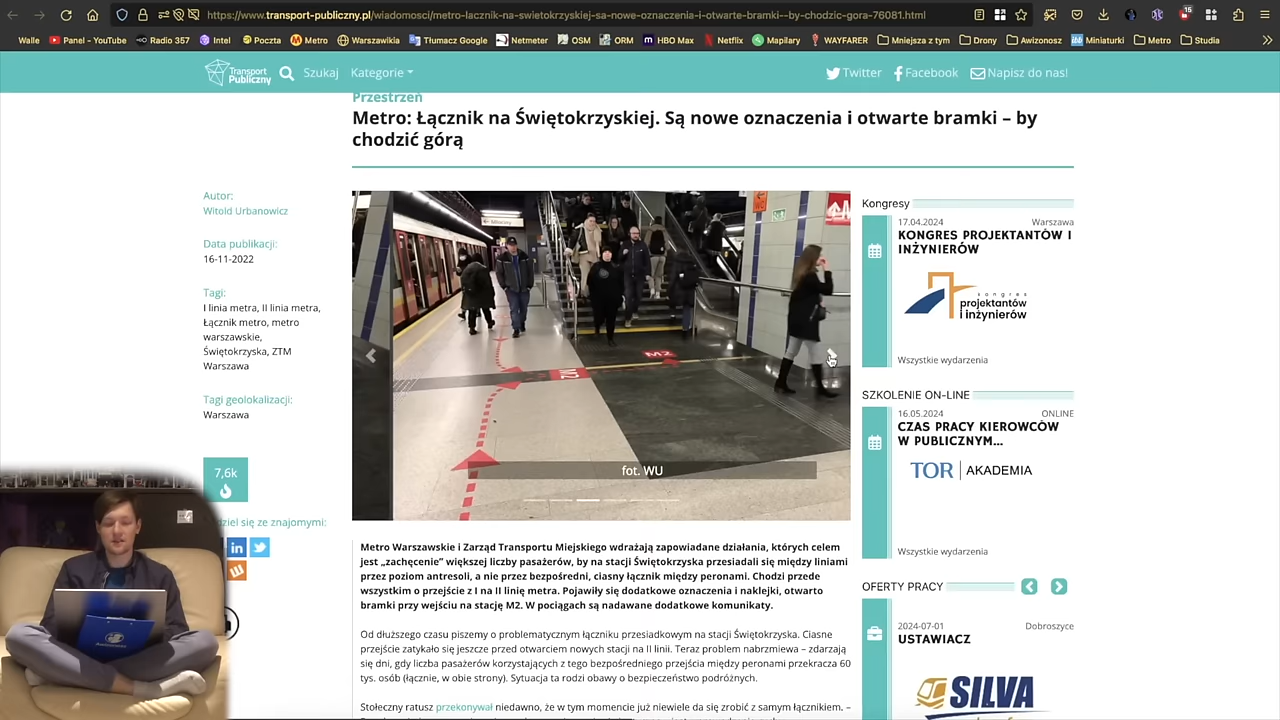 https://www.transport-publiczny.pl/wiadomosci/metro-lacznik-na-swietokrzyskiej-sa-nowe-oznaczenia-i-otwarte-bramki--by-chodzic-gora-76081.html
15
Walle Panel - YouTube Radio 357 Intel Poczta Metro Warszawikia Tłumacz Google Netmeter OSM ORM HBO Max Netflix Mapilary WAYFARER Mniejsza z tym Drony Awizonosz Miniaturki Metro Studia
Transport Publiczny Szukaj Kategorie Twitter Facebook Napisz do nas!
Przestrzeń
Metro: Łącznik na Świętokrzyskiej. Są nowe oznaczenia i otwarte bramki – by
chodzić górą
Autor:
Witold Urbanowicz
Data publikacji:
16-11-2022
Tagi:
I linia metra, II linia metra,
Łącznik metro, metro
warszawskie,
Świętokrzyska, ZTM
Warszawa
Tagi geolokalizacji:
Warszawa
7,6k
dziel się ze znajomymi:
M2
M2
fot. WU
Metro Warszawskie i Zarząd Transportu Miejskiego wdrażają zapowiadane działania, których celem
jest „zachęcenie” większej liczby pasażerów, by na stacji Świętokrzyska przesiadali się między liniami
przez poziom antresoli, a nie przez bezpośredni, ciasny łącznik między peronami. Chodzi przede
wszystkim o przejście z I na II linię metra. Pojawiły się dodatkowe oznaczenia i naklejki, otwarto
bramki przy wejściu na stację M2. W pociągach są nadawane dodatkowe komunikaty.
Od dłuższego czasu piszemy o problematycznym łączniku przesiadkowym na stacji Świętokrzyska. Ciasne
przejście zatykało się jeszcze przed otwarciem nowych stacji na II linii. Teraz problem nabrzmiewa – zdarzają
się dni, gdy liczba pasażerów korzystających z tego bezpośredniego przejścia między peronami przekracza 60
tys. osób (łącznie, w obie strony). Sytuacja ta rodzi obawy o bezpieczeństwo podróżnych.
Stołeczny ratusz przekonywał niedawno, że w tym momencie już niewiele da się zrobić z samym łącznikiem. –
Kongresy
17.04.2024 Warszawa
KONGRES PROJEKTANTÓW I
INŻYNIERÓW
kongres
projektantów
i inżynierów
Wszystkie wydarzenia
SZKOLENIE ON-LINE
16.05.2024 ONLINE
CZAS PRACY KIEROWCÓW
W PUBLICZNYM...
TOR AKADEMIA
Wszystkie wydarzenia
OFERTY PRACY
2024-07-01 Dobroszyce
USTAWIACZ
SILVA